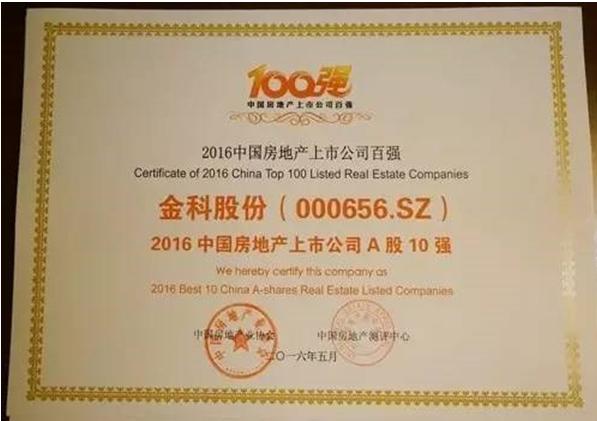 100强
中国房地产上市公司百强
2016中国房地产上市公司百强
Certificate of 2016 China Top 100 Listed Real Estate Companies
金科股份（000656.SZ）
2016 中国房地产上市公司 A 股 10 强
We hereby certify this company as
2016 Best 10 China A-shares Real Estate Listed Companies
中国房地产业协会 中国房地产测评中心
二〇一六年五月